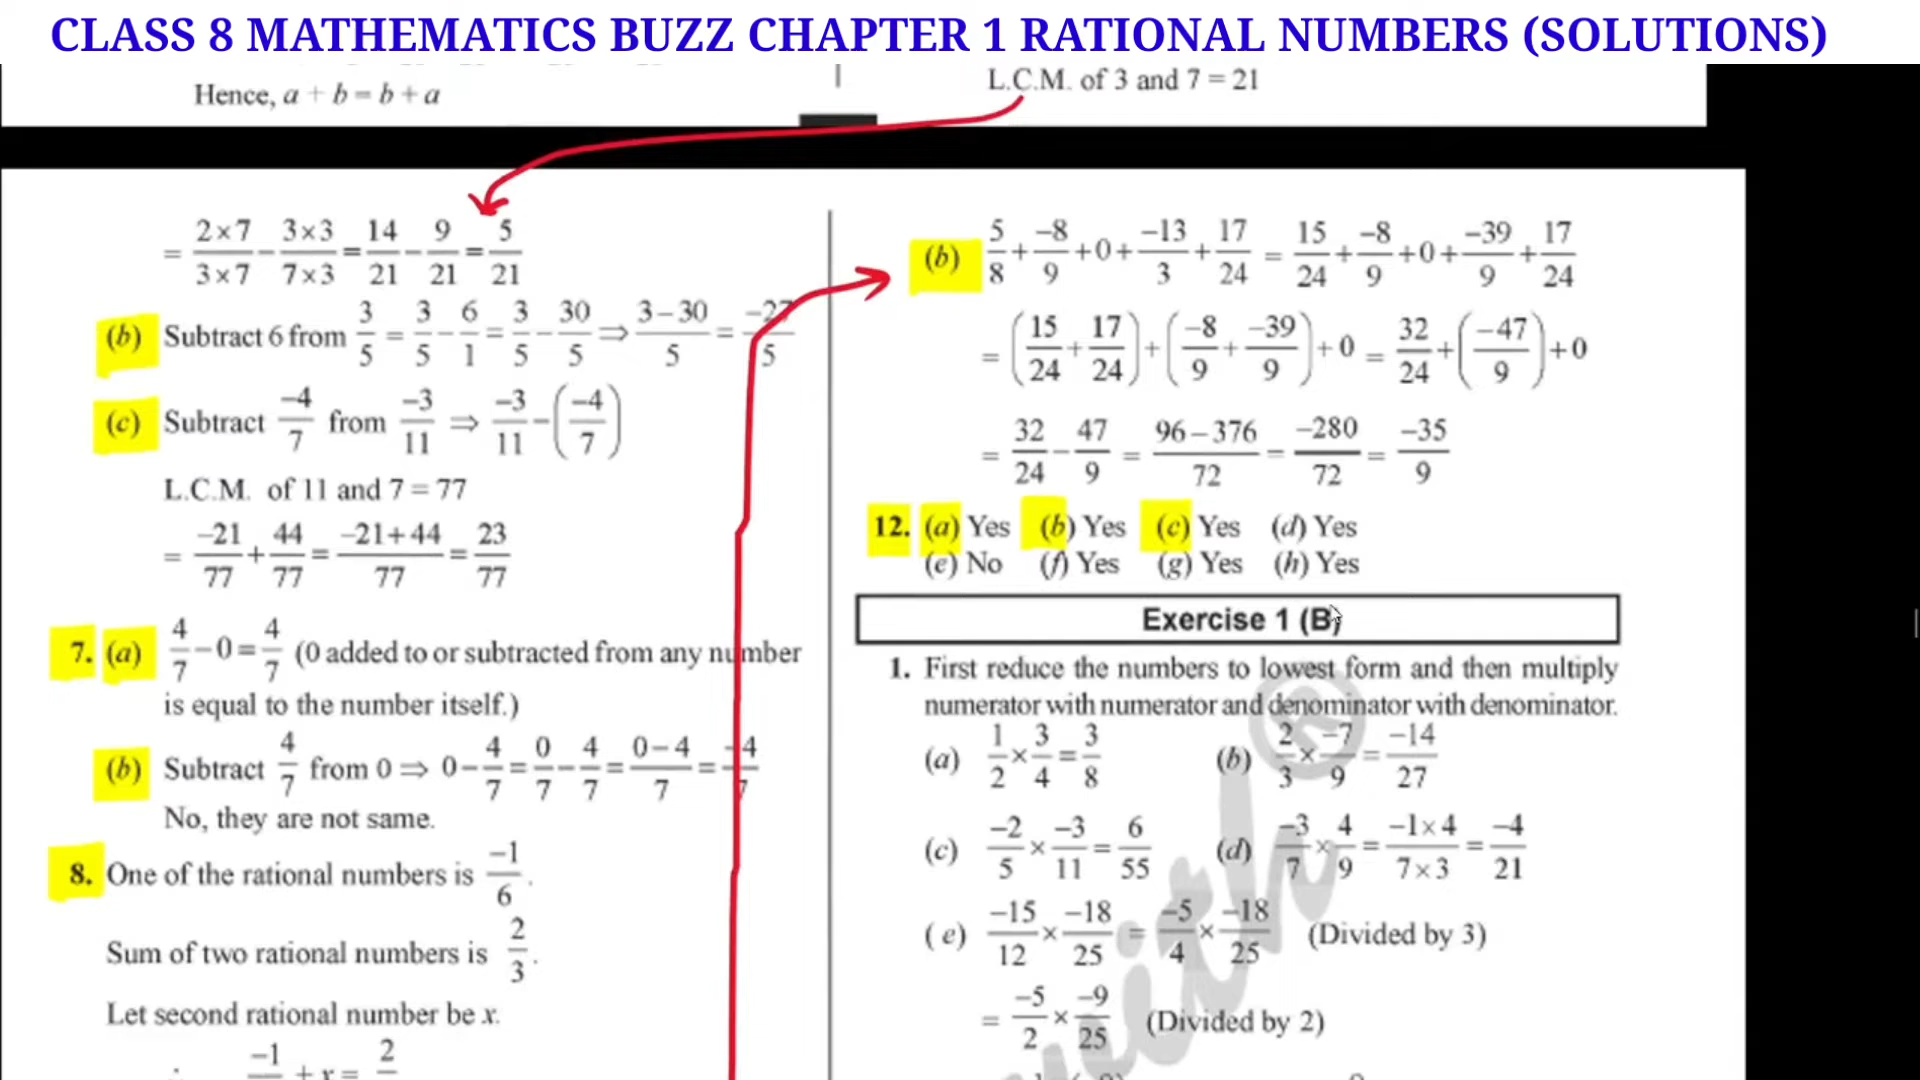 CLASS 8 MATHEMATICS BUZZ CHAPTER 1 RATIONAL NUMBERS (SOLUTIONS)
Hence, a + b = b + a
L.C.M. of 3 and 7 = 21
= 2×7/3×7 − 3×3/7×3 = 14/21 − 9/21 = 5/21
(b) Subtract 6 from 3/5 = 3/5 − 6/1 = 3/5 − 30/5 ⇒ 3−30/5 = −27/5
(c) Subtract −4/7 from −3/11 ⇒ −3/11 − (−4/7)
L.C.M. of 11 and 7 = 77
= −21/77 + 44/77 = −21+44/77 = 23/77
7. (a) 4/7 − 0 = 4/7 (0 added to or subtracted from any number
is equal to the number itself.)
(b) Subtract 4/7 from 0 ⇒ 0 − 4/7 = 0/7 − 4/7 = 0−4/7 = −4/7
No, they are not same.
8. One of the rational numbers is −1/6.
Sum of two rational numbers is 2/3.
Let second rational number be x.
−1 + x = 2
(b) 5/8 + −8/9 + 0 + −13/3 + 17/24 = 15/24 + −8/9 + 0 + −39/9 + 17/24
= (15/24 + 17/24) + (−8/9 + −39/9) + 0 = 32/24 + (−47/9) + 0
= 32/24 − 47/9 = 96−376/72 = −280/72 = −35/9
12. (a) Yes (b) Yes (c) Yes (d) Yes
(e) No (f) Yes (g) Yes (h) Yes
Exercise 1 (B)
1. First reduce the numbers to lowest form and then multiply
numerator with numerator and denominator with denominator.
(a) 1/2 × 3/4 = 3/8 (b) 2/3 × −7/9 = −14/27
(c) −2/5 × −3/11 = 6/55 (d) −3/7 × 4/9 = −1×4/7×3 = −4/21
(e) −15/12 × −18/25 = −5/4 × −18/25 (Divided by 3)
= −5/2 × −9/25 (Divided by 2)